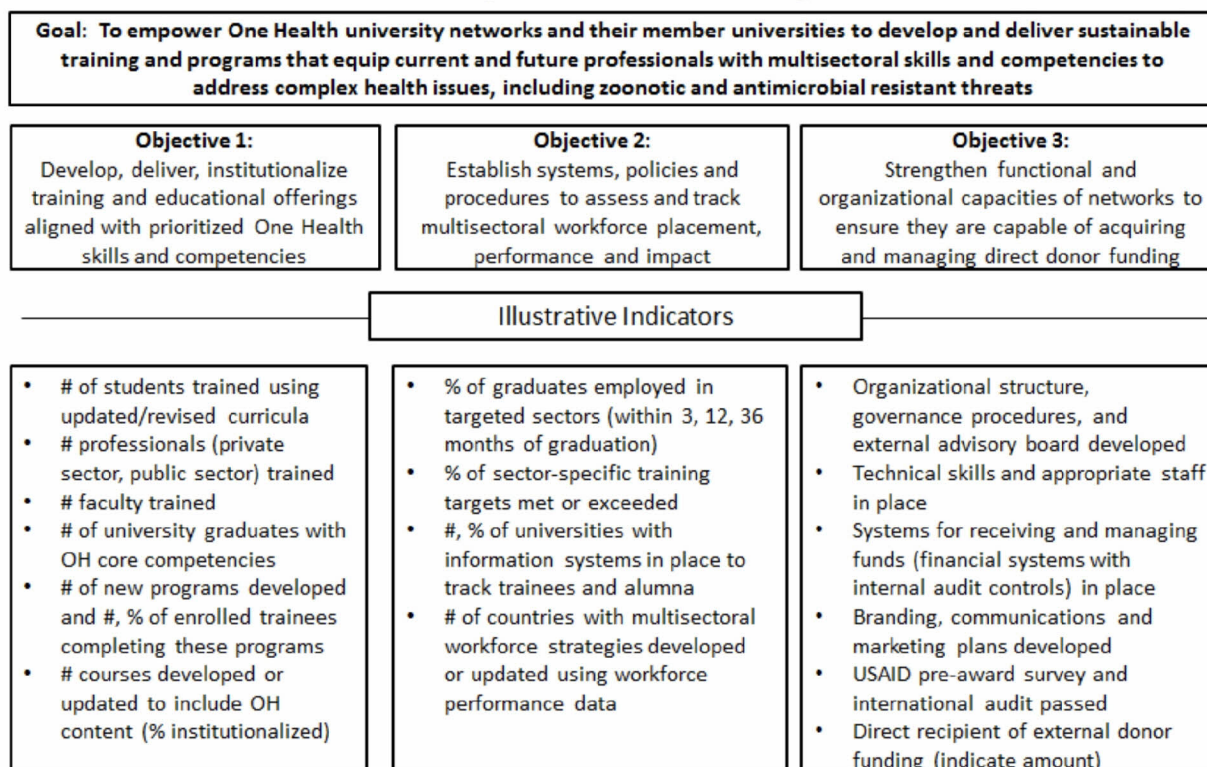 Goal: To empower One Health university networks and their member universities to develop and deliver sustainable
training and programs that equip current and future professionals with multisectoral skills and competencies to
address complex health issues, including zoonotic and antimicrobial resistant threats
Objective 1:
Develop, deliver, institutionalize
training and educational offerings
aligned with prioritized One Health
skills and competencies
Objective 2:
Establish systems, policies and
procedures to assess and track
multisectoral workforce placement,
performance and impact
Objective 3:
Strengthen functional and
organizational capacities of networks to
ensure they are capable of acquiring
and managing direct donor funding
Illustrative Indicators
• # of students trained using
updated/revised curricula
• # professionals (private
sector, public sector) trained
• # faculty trained
• # of university graduates with
OH core competencies
• # of new programs developed
and #, % of enrolled trainees
completing these programs
• # courses developed or
updated to include OH
content (% institutionalized)
• % of graduates employed in
targeted sectors (within 3, 12, 36
months of graduation)
• % of sector-specific training
targets met or exceeded
• #, % of universities with
information systems in place to
track trainees and alumna
• # of countries with multisectoral
workforce strategies developed
or updated using workforce
performance data
• Organizational structure,
governance procedures, and
external advisory board developed
• Technical skills and appropriate staff
in place
• Systems for receiving and managing
funds (financial systems with
internal audit controls) in place
• Branding, communications and
marketing plans developed
• USAID pre-award survey and
international audit passed
• Direct recipient of external donor
funding (indicate amount)